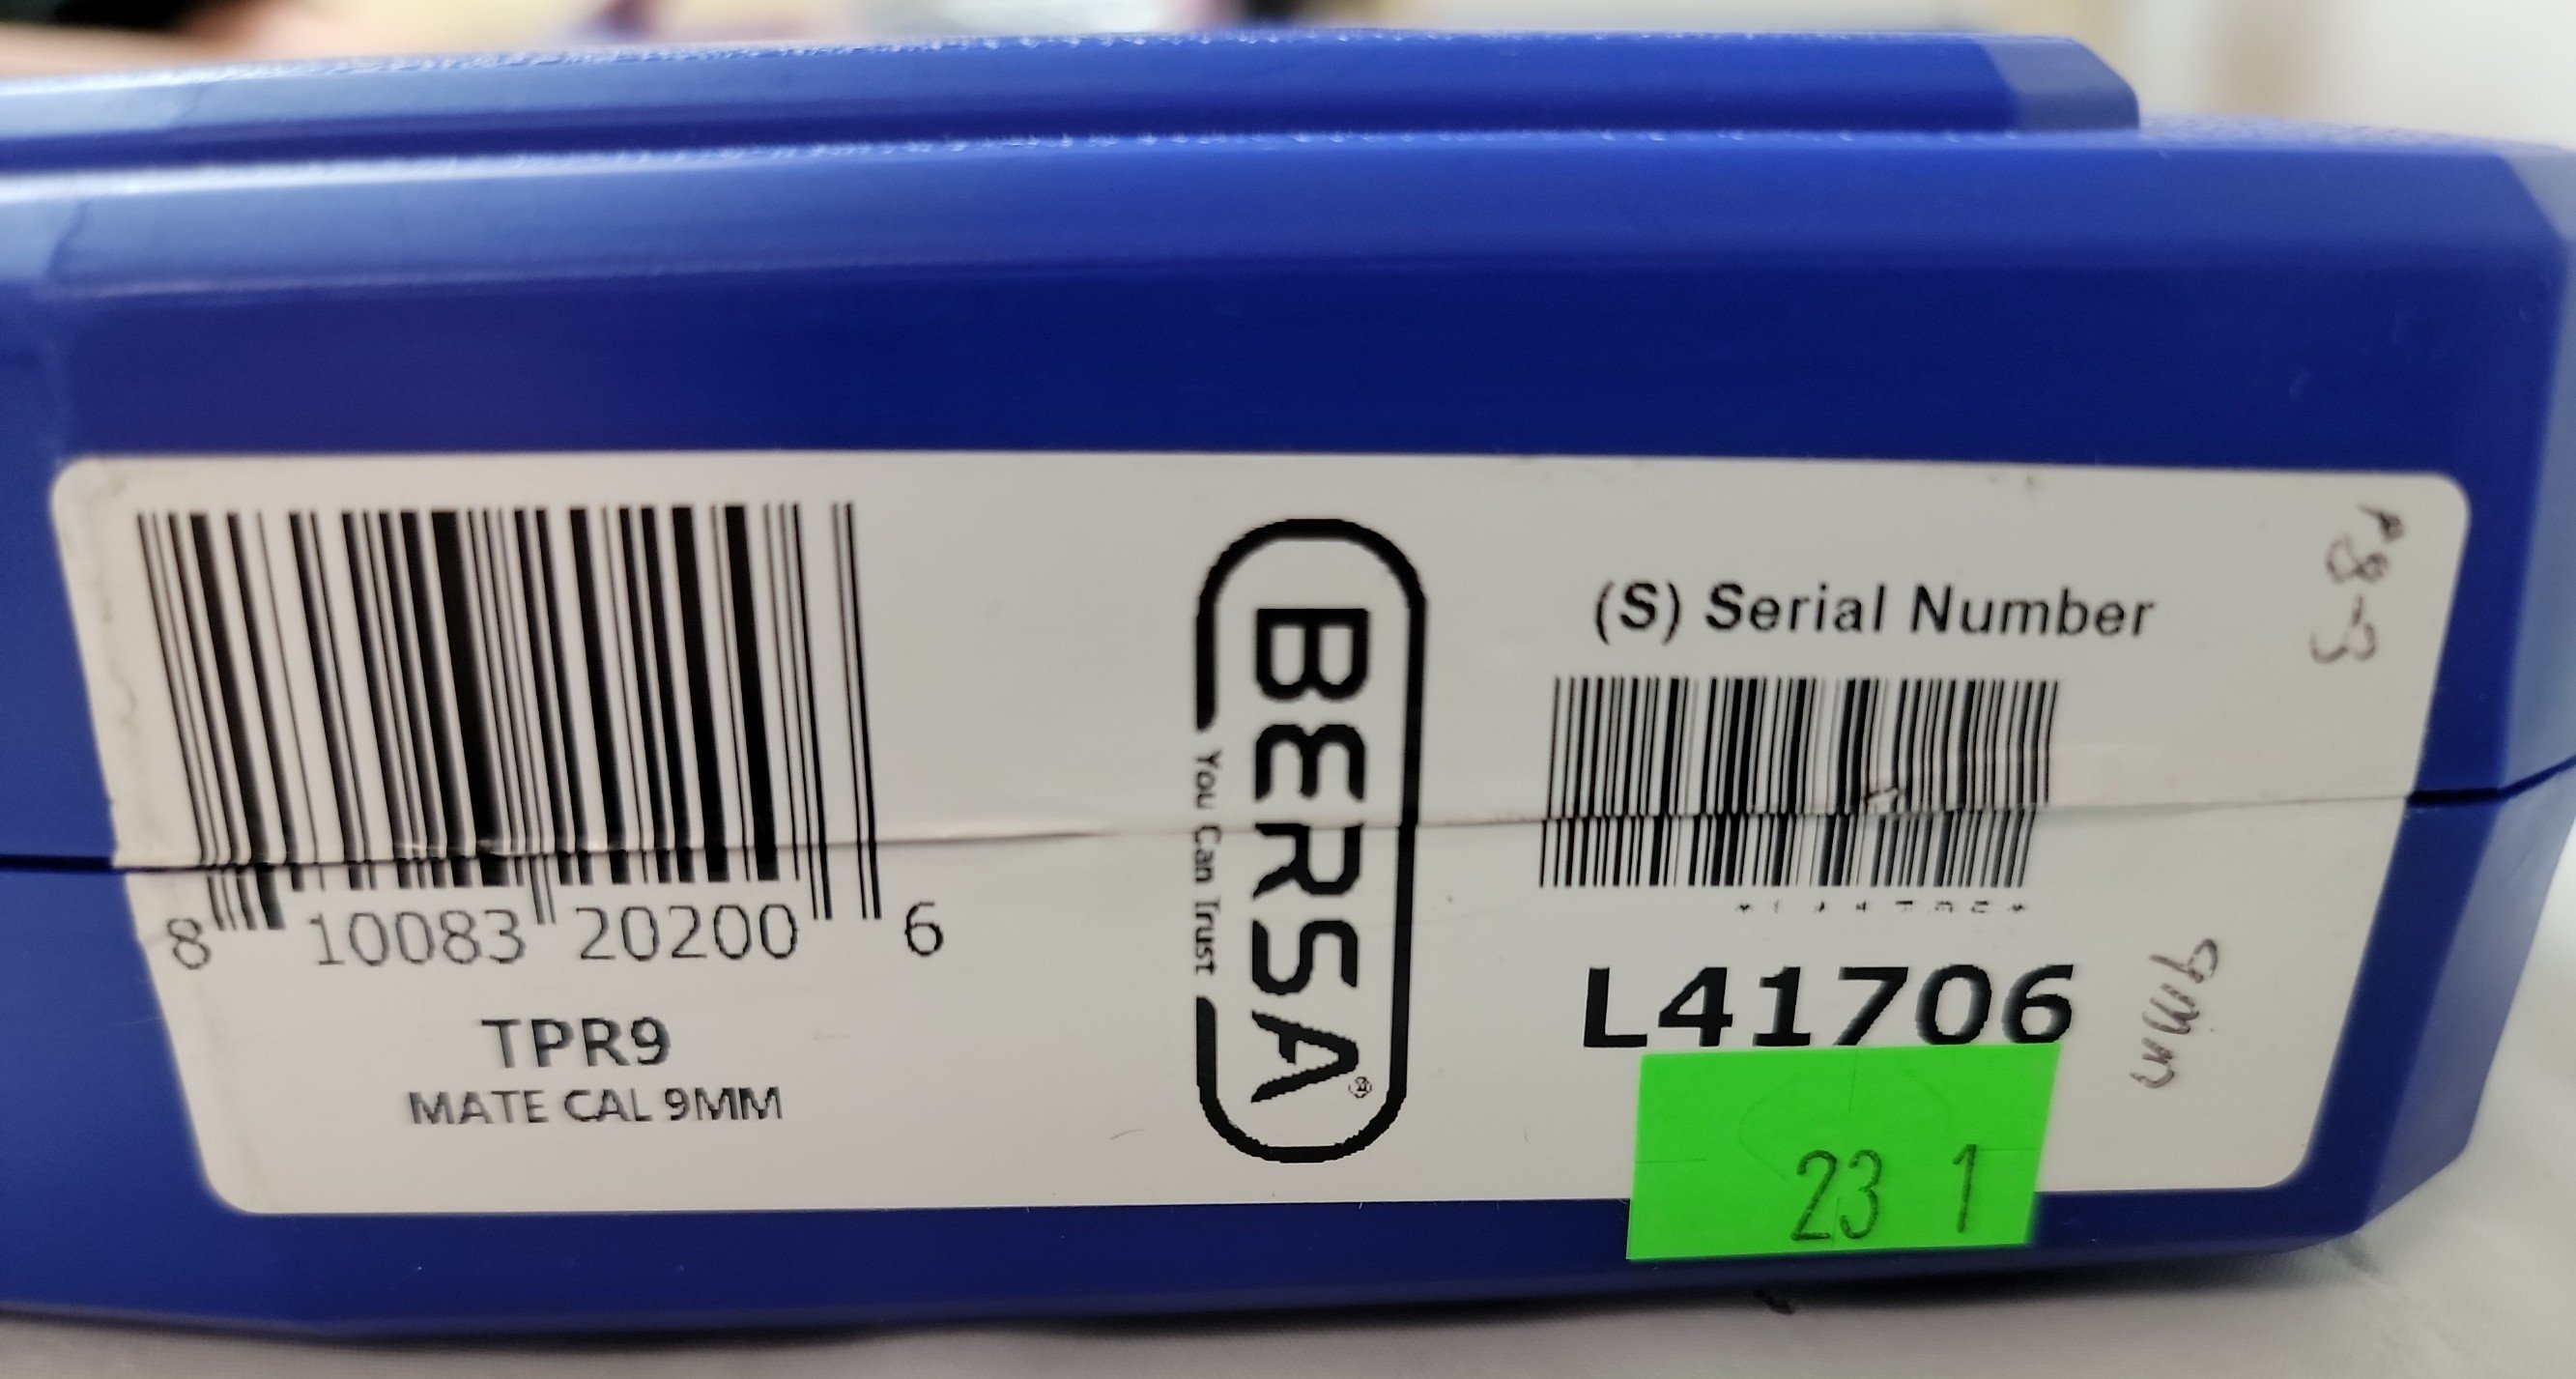 8 10083 20200 6
TPR9
MATE CAL 9MM
BERSA®
You Can Trust
(S) Serial Number
L41706
23 1
9mm